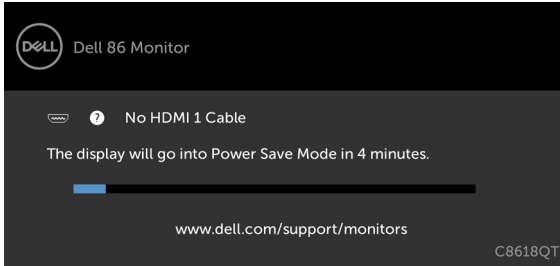 DELL Dell 86 Monitor
? No HDMI 1 Cable
The display will go into Power Save Mode in 4 minutes.
www.dell.com/support/monitors
C8618QT